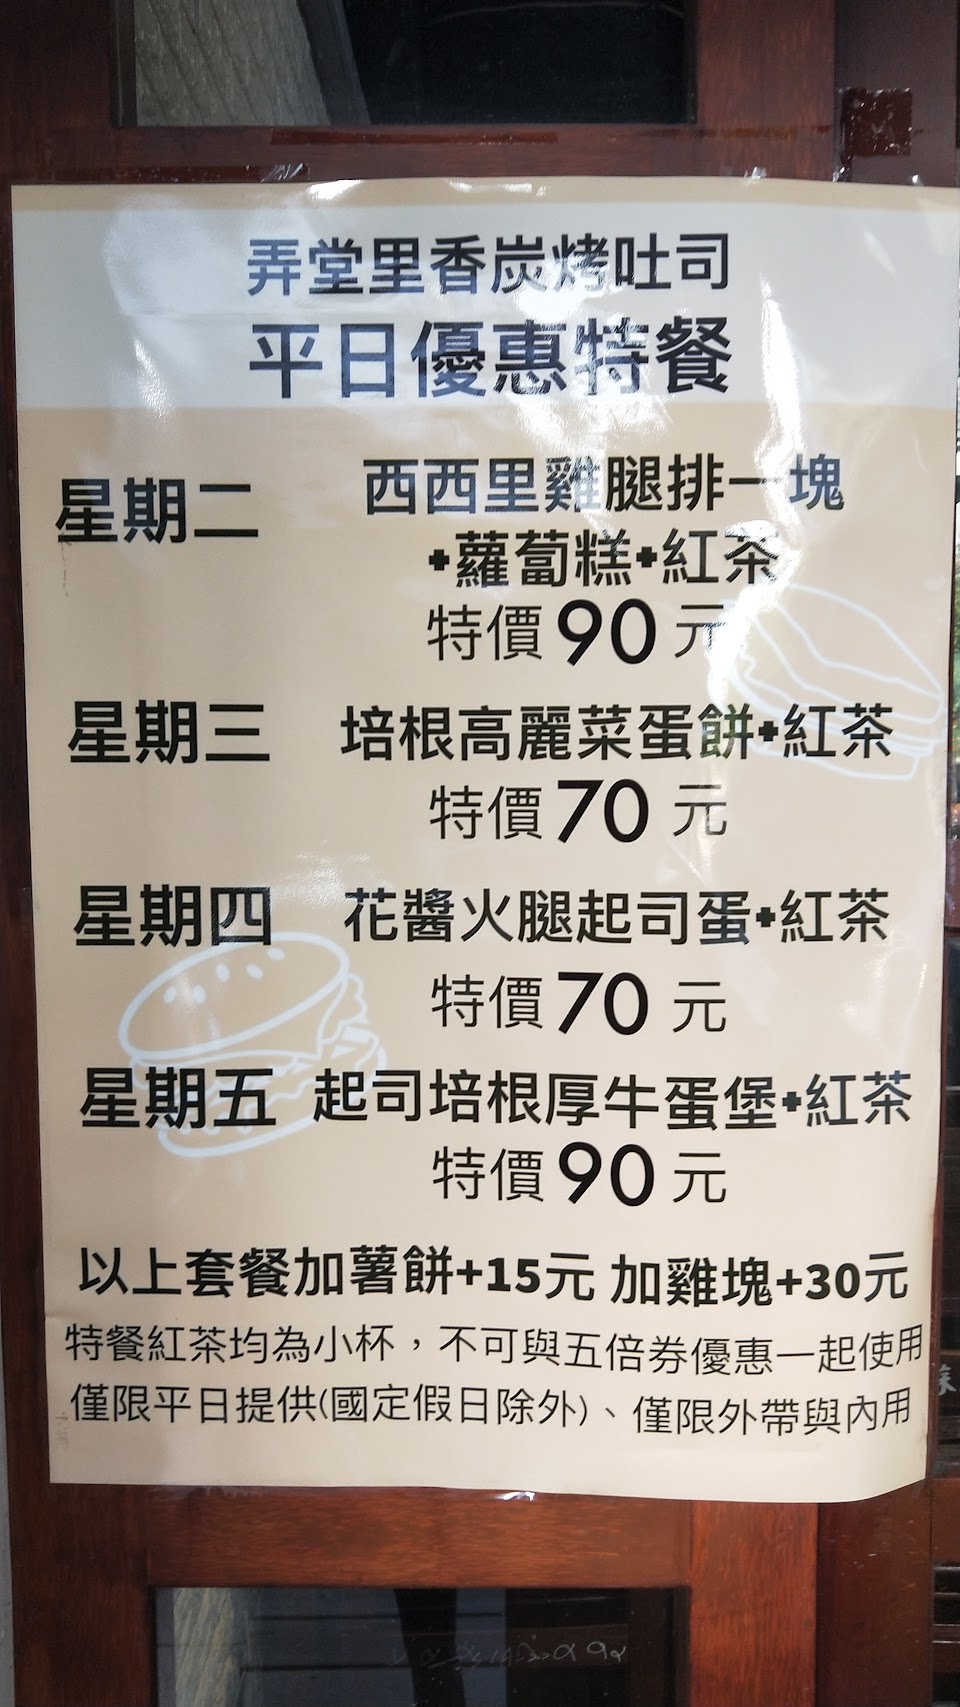 弄堂里香炭烤吐司
平日優惠特餐
星期二 西西里雞腿排一塊
+蘿蔔糕+紅茶
特價90元
星期三 培根高麗菜蛋餅+紅茶
特價70元
星期四 花醬火腿起司蛋+紅茶
特價70元
星期五 起司培根厚牛蛋堡+紅茶
特價90元
以上套餐加薯餅+15元 加雞塊+30元
特餐紅茶均為小杯，不可與五倍券優惠一起使用
僅限平日提供(國定假日除外)、僅限外帶與內用